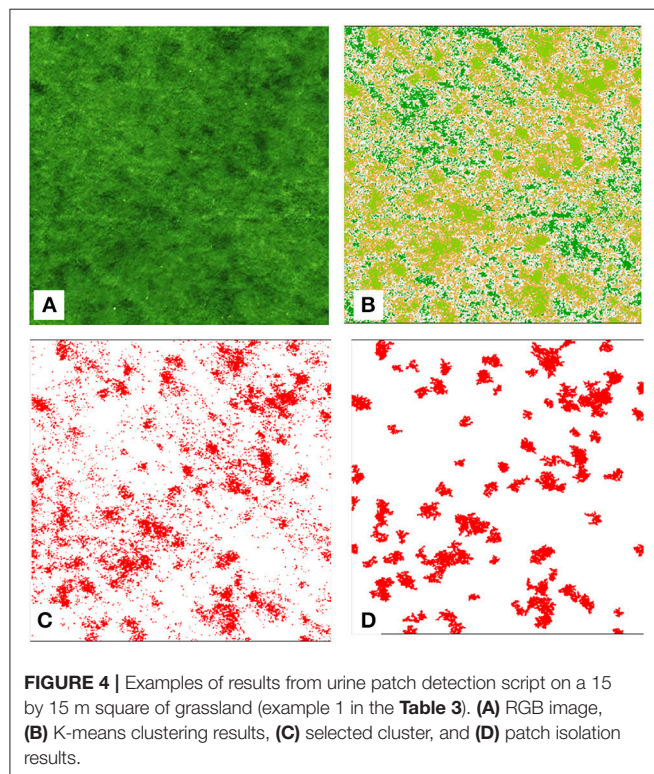 A
B
C
D
FIGURE 4 | Examples of results from urine patch detection script on a 15
by 15 m square of grassland (example 1 in the Table 3). (A) RGB image,
(B) K-means clustering results, (C) selected cluster, and (D) patch isolation
results.